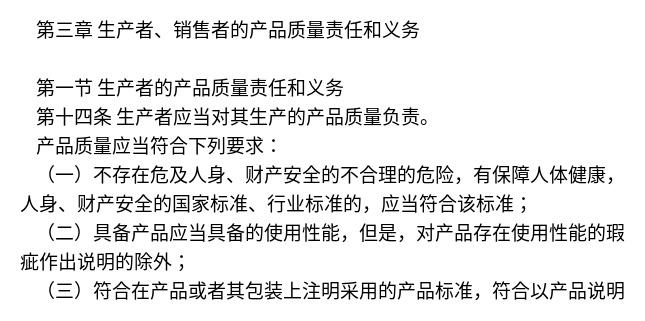 第三章 生产者、销售者的产品质量责任和义务
第一节 生产者的产品质量责任和义务
第十四条 生产者应当对其生产的产品质量负责。
产品质量应当符合下列要求：
（一）不存在危及人身、财产安全的不合理的危险，有保障人体健康，
人身、财产安全的国家标准、行业标准的，应当符合该标准；
（二）具备产品应当具备的使用性能，但是，对产品存在使用性能的瑕
疵作出说明的除外；
（三）符合在产品或者其包装上注明采用的产品标准，符合以产品说明